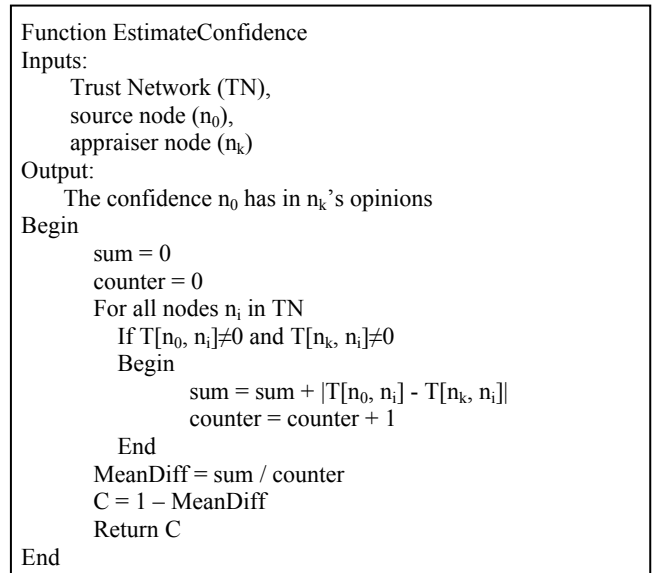 Function EstimateConfidence
Inputs:
Trust Network (TN),
source node (n₀),
appraiser node (nₖ)
Output:
The confidence n₀ has in nₖ’s opinions
Begin
sum = 0
counter = 0
For all nodes nᵢ in TN
If T[n₀, nᵢ]≠0 and T[nₖ, nᵢ]≠0
Begin
sum = sum + |T[n₀, nᵢ] - T[nₖ, nᵢ]|
counter = counter + 1
End
MeanDiff = sum / counter
C = 1 – MeanDiff
Return C
End